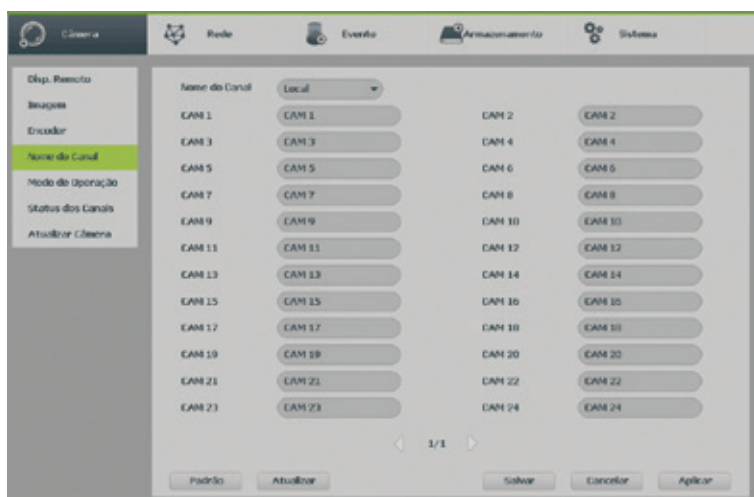 Câmera Rede Evento Armazenamento Sistema
Disp. Remoto
Imagem
Encoder
Nome do Canal
Modo de Operação
Status dos Canais
Atualizar Câmera
Nome do Canal Local
CAM 1 CAM 1 CAM 2 CAM 2
CAM 3 CAM 3 CAM 4 CAM 4
CAM 5 CAM 5 CAM 6 CAM 6
CAM 7 CAM 7 CAM 8 CAM 8
CAM 9 CAM 9 CAM 10 CAM 10
CAM 11 CAM 11 CAM 12 CAM 12
CAM 13 CAM 13 CAM 14 CAM 14
CAM 15 CAM 15 CAM 16 CAM 16
CAM 17 CAM 17 CAM 18 CAM 18
CAM 19 CAM 19 CAM 20 CAM 20
CAM 21 CAM 21 CAM 22 CAM 22
CAM 23 CAM 23 CAM 24 CAM 24
1/1
Padrão Atualizar Salvar Cancelar Aplicar